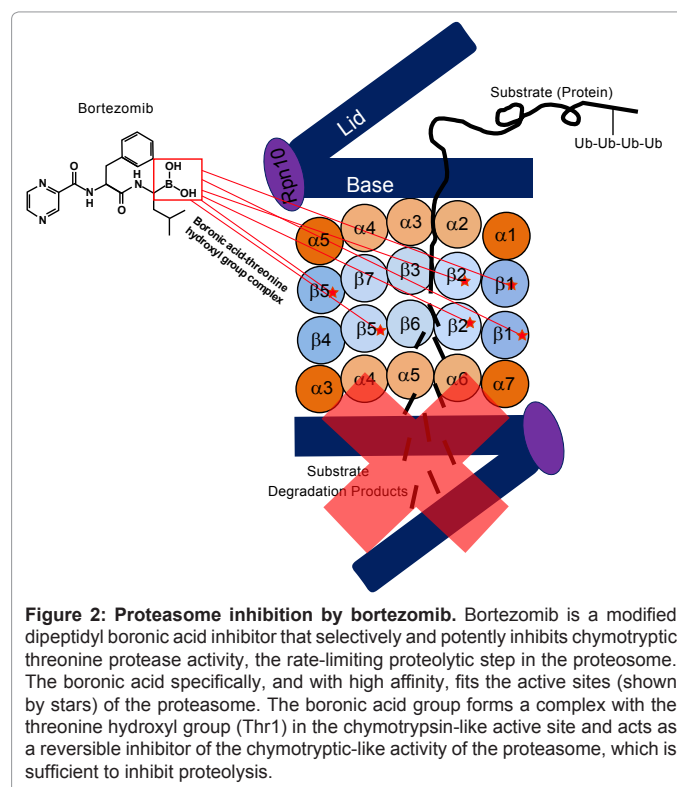 Bortezomib
Substrate (Protein)
Ub-Ub-Ub-Ub
Lid
Rpn10
Base
O
N
N
N
H
O
H
N
B
OH
OH
Boronic acid-threonine
hydroxyl group complex
α5 α4 α3 α2 α1
β5 β7 β3 β2 β1
β4 β5 β6 β2 β1
α3 α4 α5 α6 α7
Substrate
Degradation Products
Figure 2: Proteasome inhibition by bortezomib. Bortezomib is a modified
dipeptidyl boronic acid inhibitor that selectively and potently inhibits chymotryptic
threonine protease activity, the rate-limiting proteolytic step in the proteosome.
The boronic acid specifically, and with high affinity, fits the active sites (shown
by stars) of the proteasome. The boronic acid group forms a complex with the
threonine hydroxyl group (Thr1) in the chymotrypsin-like active site and acts as
a reversible inhibitor of the chymotryptic-like activity of the proteasome, which is
sufficient to inhibit proteolysis.